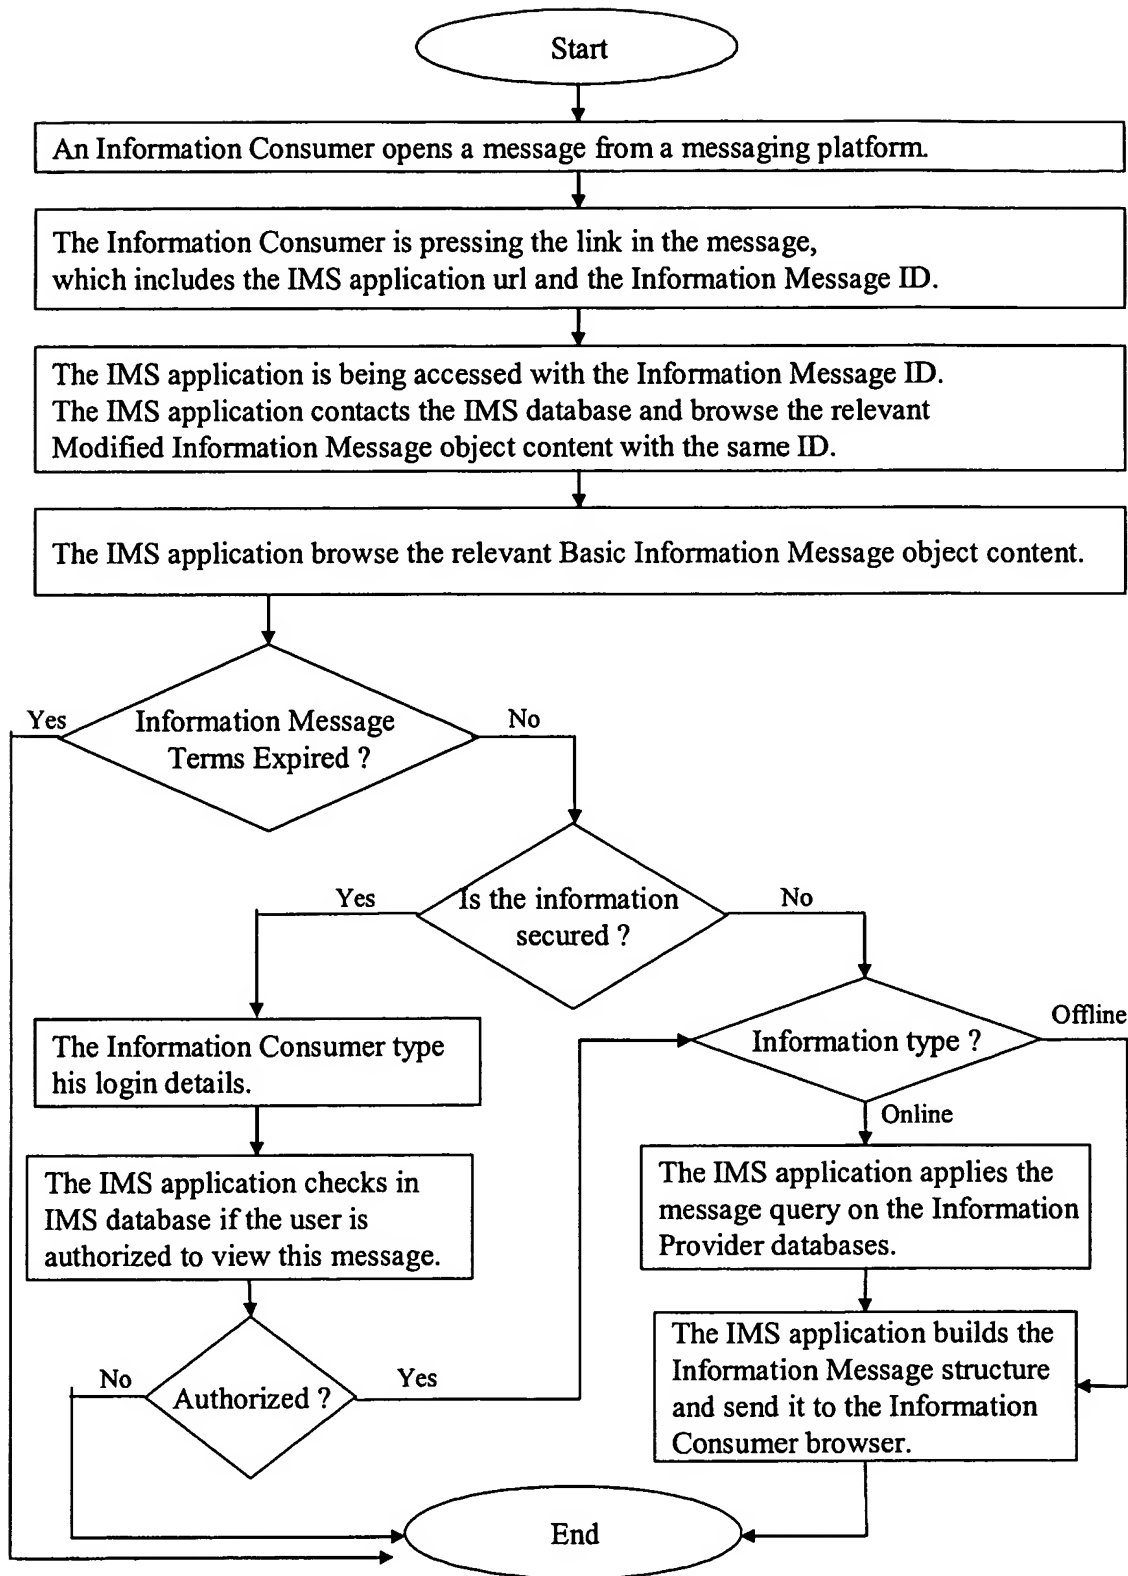 Start
An Information Consumer opens a message from a messaging platform.
The Information Consumer is pressing the link in the message,
which includes the IMS application url and the Information Message ID.
The IMS application is being accessed with the Information Message ID.
The IMS application contacts the IMS database and browse the relevant
Modified Information Message object content with the same ID.
The IMS application browse the relevant Basic Information Message object content.
Yes
Information Message
Terms Expired ?
No
Yes
Is the information
secured ?
No
The Information Consumer type
his login details.
Information type ?
Offline
Online
The IMS application checks in
IMS database if the user is
authorized to view this message.
The IMS application applies the
message query on the Information
Provider databases.
No
Authorized ?
Yes
The IMS application builds the
Information Message structure
and send it to the Information
Consumer browser.
End